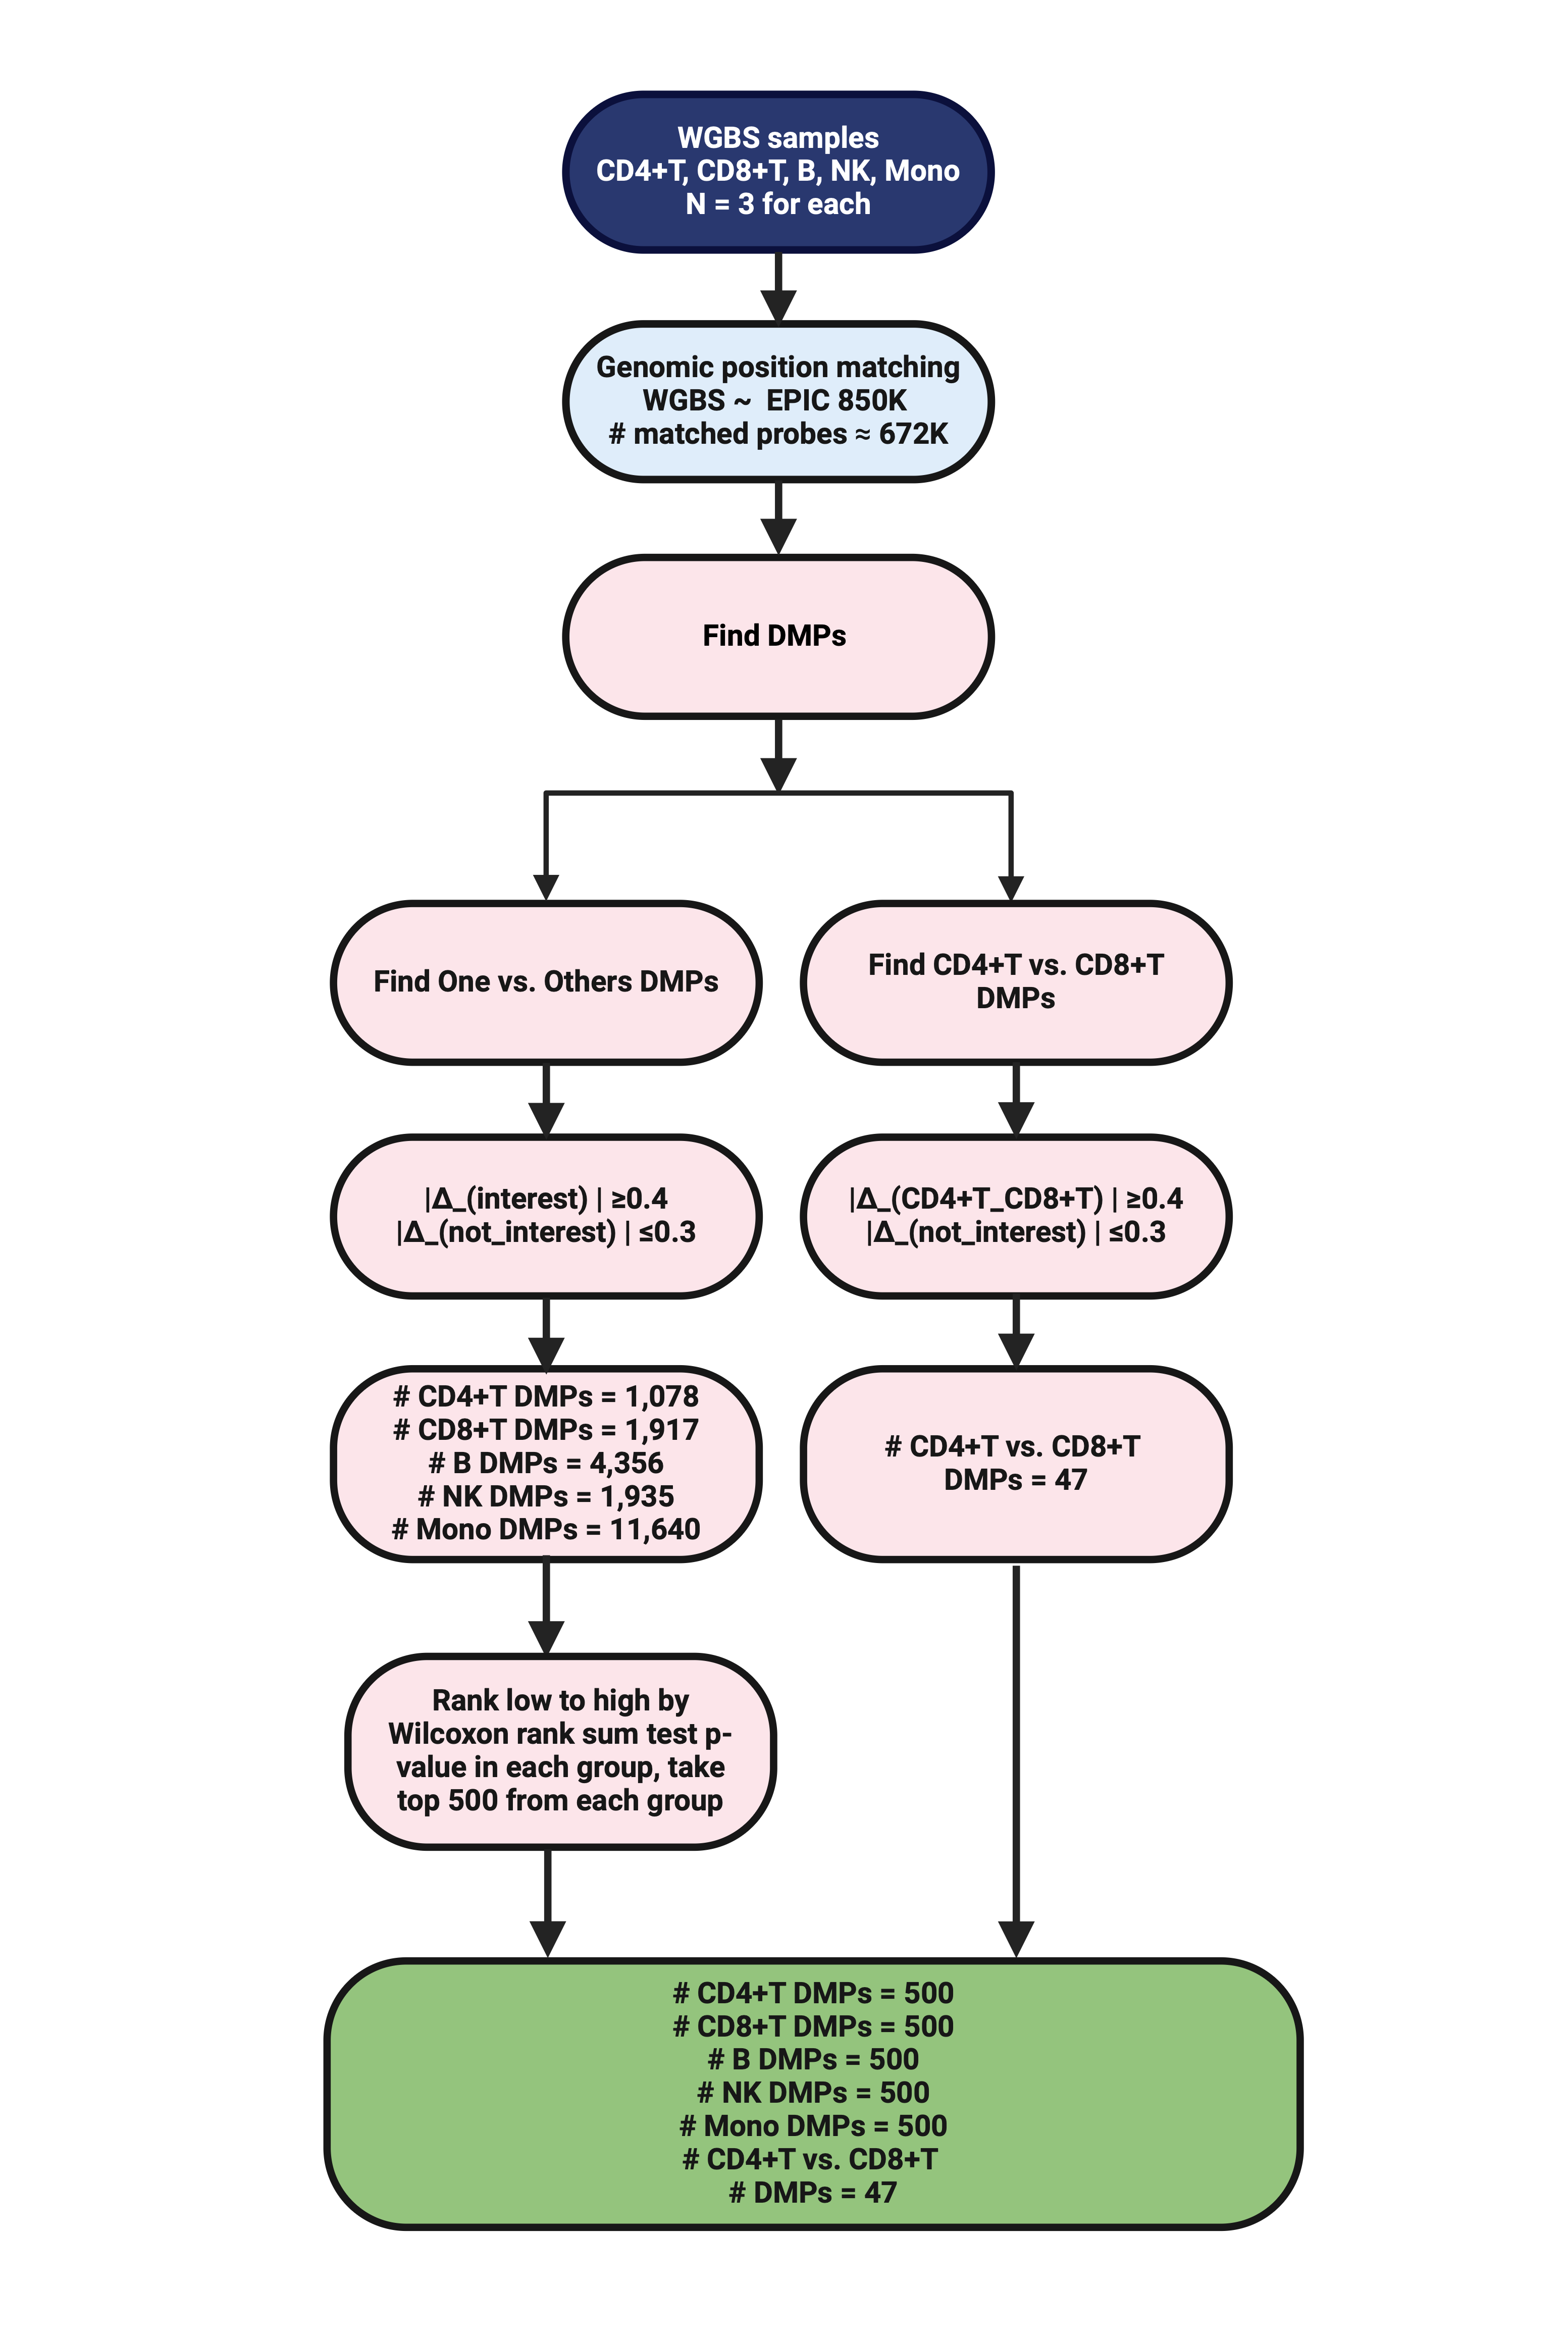 WGBS samples
CD4+T, CD8+T, B, NK, Mono
N = 3 for each
Genomic position matching
WGBS ~ EPIC 850K
# matched probes ≈ 672K
Find DMPs
Find One vs. Others DMPs
Find CD4+T vs. CD8+T
DMPs
|Δ_(interest) | ≥0.4
|Δ_(not_interest) | ≤0.3
|Δ_(CD4+T_CD8+T) | ≥0.4
|Δ_(not_interest) | ≤0.3
# CD4+T DMPs = 1,078
# CD8+T DMPs = 1,917
# B DMPs = 4,356
# NK DMPs = 1,935
# Mono DMPs = 11,640
# CD4+T vs. CD8+T
DMPs = 47
Rank low to high by
Wilcoxon rank sum test p-
value in each group, take
top 500 from each group
# CD4+T DMPs = 500
# CD8+T DMPs = 500
# B DMPs = 500
# NK DMPs = 500
# Mono DMPs = 500
# CD4+T vs. CD8+T
# DMPs = 47